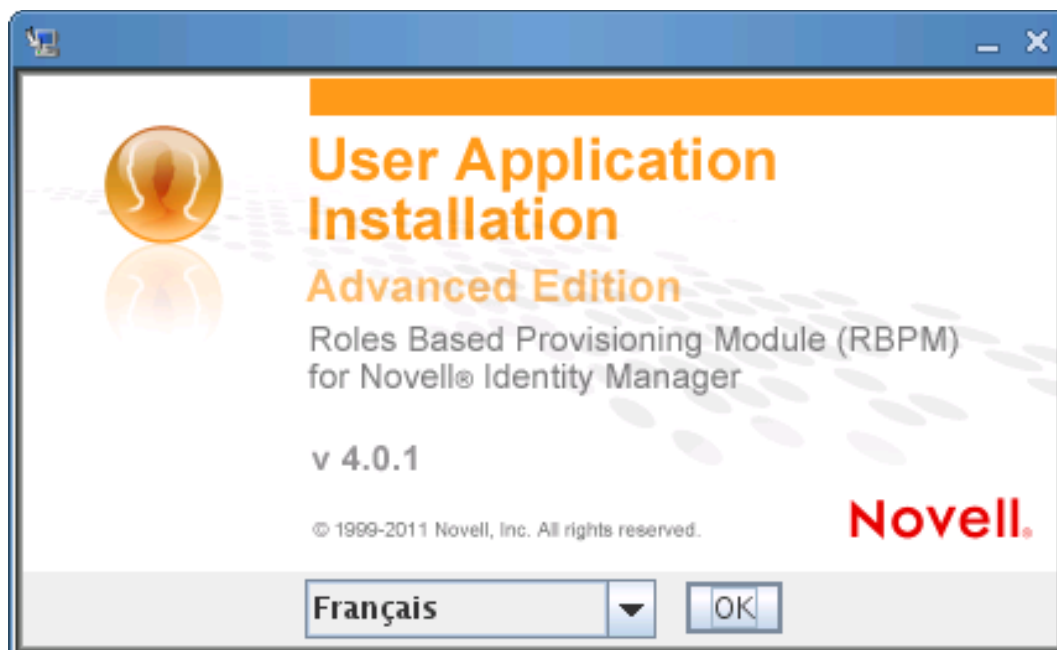 User Application
Installation
Advanced Edition
Roles Based Provisioning Module (RBPM)
for Novell® Identity Manager
v 4.0.1
© 1999-2011 Novell, Inc. All rights reserved.
Novell®
Français
OK